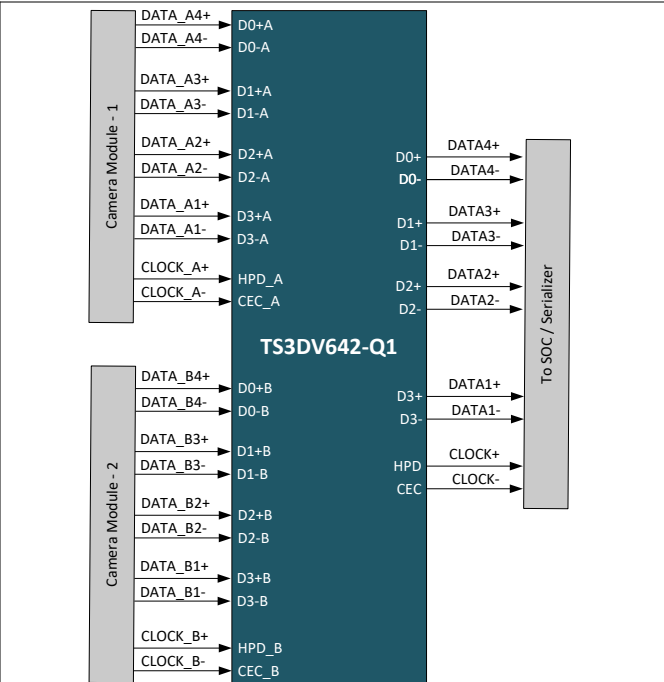 Camera Module - 1
DATA_A4+
D0+A
DATA_A4-
D0-A
DATA_A3+
D1+A
DATA_A3-
D1-A
DATA_A2+
D2+A
DATA_A2-
D2-A
DATA_A1+
D3+A
DATA_A1-
D3-A
CLOCK_A+
HPD_A
CLOCK_A-
CEC_A
TS3DV642-Q1
Camera Module - 2
DATA_B4+
D0+B
DATA_B4-
D0-B
DATA_B3+
D1+B
DATA_B3-
D1-B
DATA_B2+
D2+B
DATA_B2-
D2-B
DATA_B1+
D3+B
DATA_B1-
D3-B
CLOCK_B+
HPD_B
CLOCK_B-
CEC_B
D0+
DATA4+
D0-
DATA4-
D1+
DATA3+
D1-
DATA3-
D2+
DATA2+
D2-
DATA2-
D3+
DATA1+
D3-
DATA1-
HPD
CLOCK+
CEC
CLOCK-
To SOC / Serializer